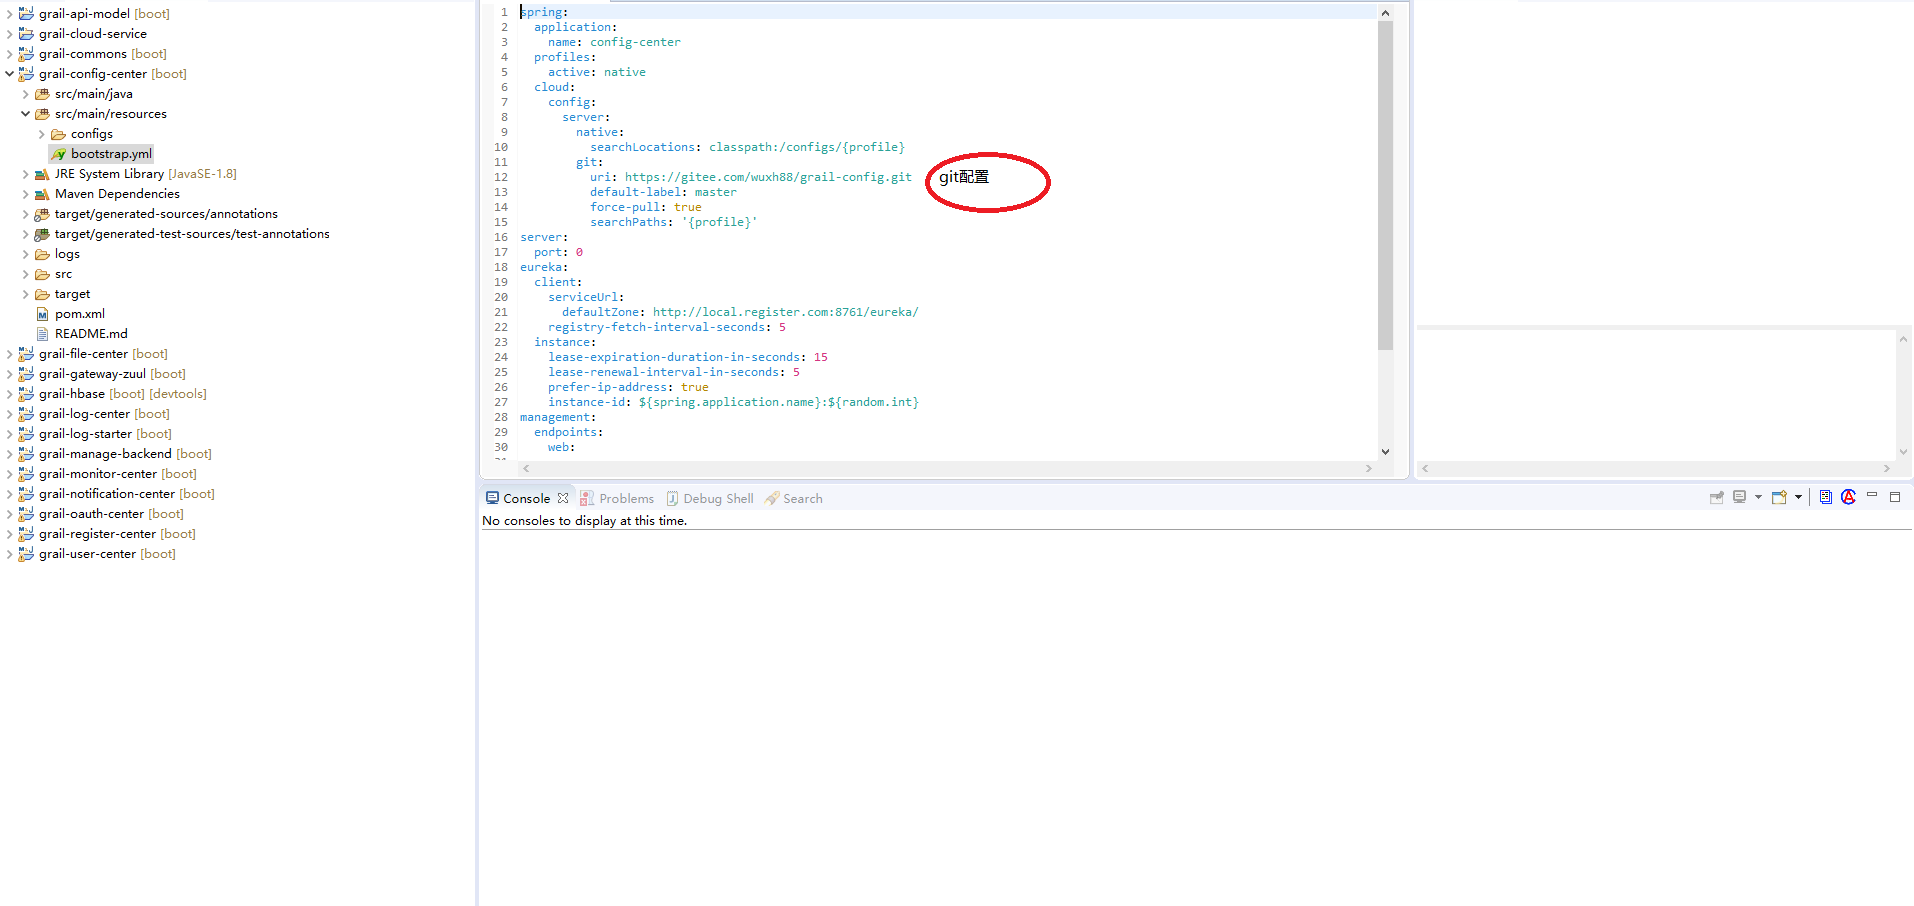 grail-api-model [boot]
grail-cloud-service
grail-commons [boot]
grail-config-center [boot]
src/main/java
src/main/resources
configs
bootstrap.yml
JRE System Library [JavaSE-1.8]
Maven Dependencies
target/generated-sources/annotations
target/generated-test-sources/test-annotations
logs
src
target
pom.xml
README.md
grail-file-center [boot]
grail-gateway-zuul [boot]
grail-hbase [boot] [devtools]
grail-log-center [boot]
grail-log-starter [boot]
grail-manage-backend [boot]
grail-monitor-center [boot]
grail-notification-center [boot]
grail-oauth-center [boot]
grail-register-center [boot]
grail-user-center [boot]
1 spring:
2 application:
3 name: config-center
4 profiles:
5 active: native
6 cloud:
7 config:
8 server:
9 native:
10 searchLocations: classpath:/configs/{profile}
11 git:
12 uri: https://gitee.com/wuxh88/grail-config.git
git配置
13 default-label: master
14 force-pull: true
15 searchPaths: '{profile}'
16 server:
17 port: 0
18 eureka:
19 client:
20 serviceUrl:
21 defaultZone: http://local.register.com:8761/eureka/
22 registry-fetch-interval-seconds: 5
23 instance:
24 lease-expiration-duration-in-seconds: 15
25 lease-renewal-interval-in-seconds: 5
26 prefer-ip-address: true
27 instance-id: ${spring.application.name}:${random.int}
28 management:
29 endpoints:
30 web:
Console Problems Debug Shell Search
No consoles to display at this time.